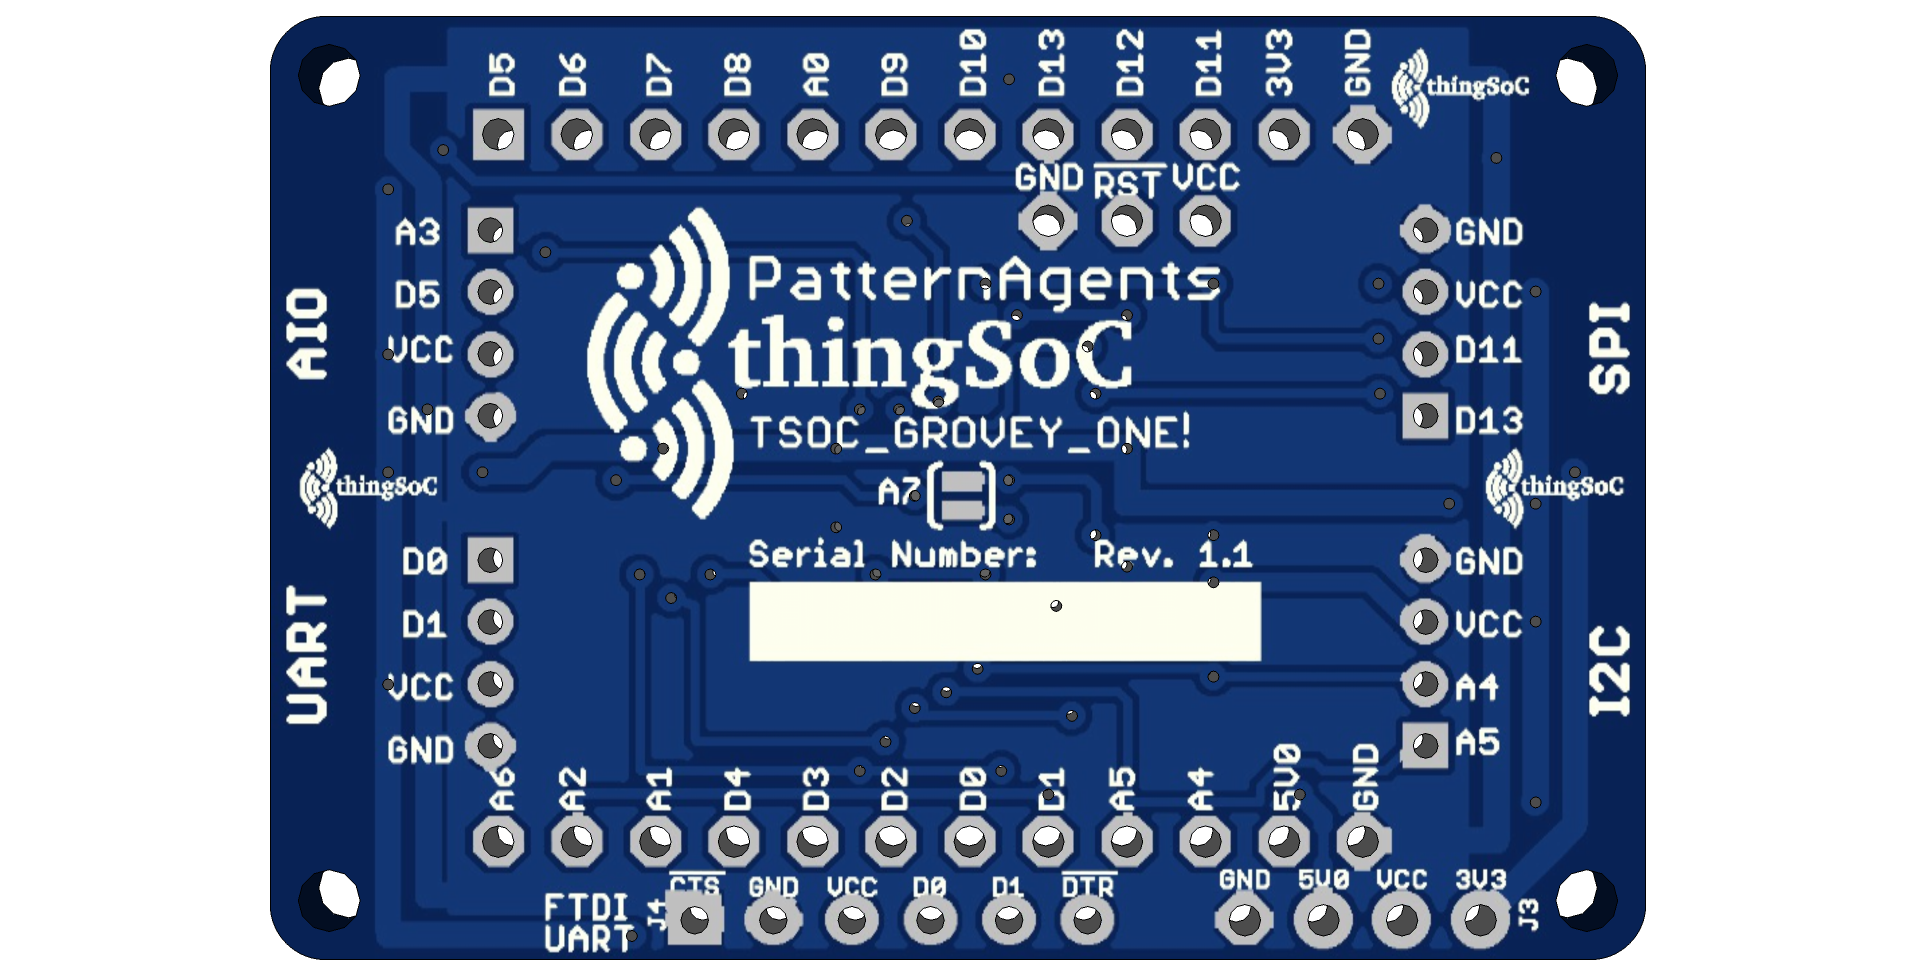 D5 D6 D7 D8 A0 D9 D10 D13 D12 D11 3V3 GND
thingSoC
GND RST VCC
A3
D5
VCC
GND
AIO
PatternAgents
thingSoC
TSOC_GROVEY_ONE!
A7
GND
VCC
D11
D13
SPI
thingSoC
thingSoC
Serial Number: Rev. 1.1
D0
D1
VCC
GND
UART
GND
VCC
A4
A5
I2C
A6 A2 A1 D4 D3 D2 D0 D1 A5 A4 5V0 GND
CTS GND VCC D0 D1 DTR
GND 5V0 VCC 3V3
FTDI
UART
J4
J3